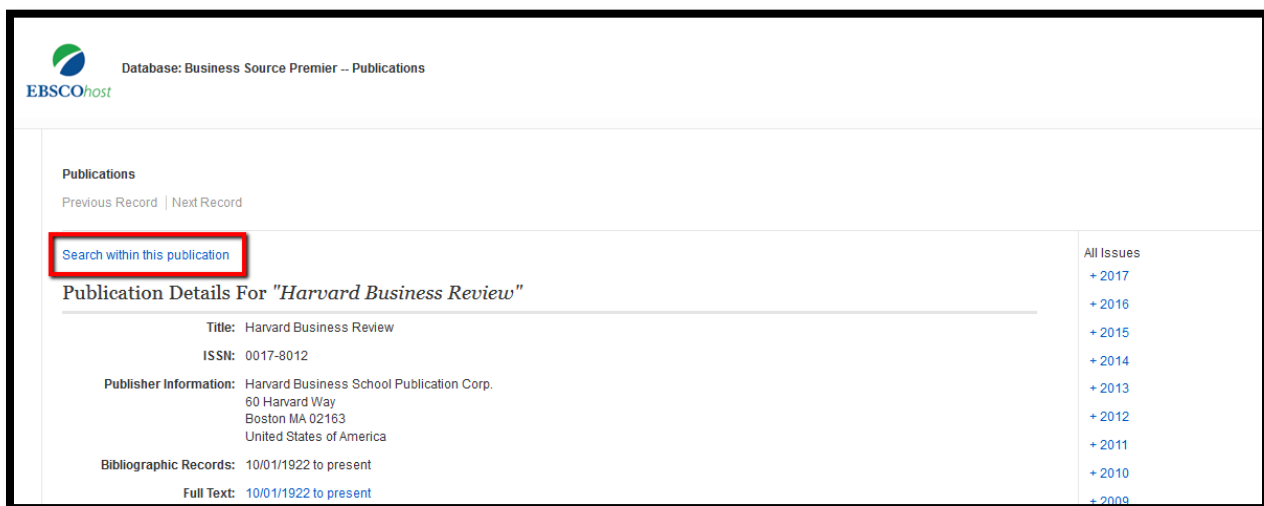 Database: Business Source Premier -- Publications
EBSCOhost
Publications
Previous Record | Next Record
Search within this publication
Publication Details For "Harvard Business Review"
Title: Harvard Business Review
ISSN: 0017-8012
Publisher Information: Harvard Business School Publication Corp.
60 Harvard Way
Boston MA 02163
United States of America
Bibliographic Records: 10/01/1922 to present
Full Text: 10/01/1922 to present
All Issues
+ 2017
+ 2016
+ 2015
+ 2014
+ 2013
+ 2012
+ 2011
+ 2010
+ 2009